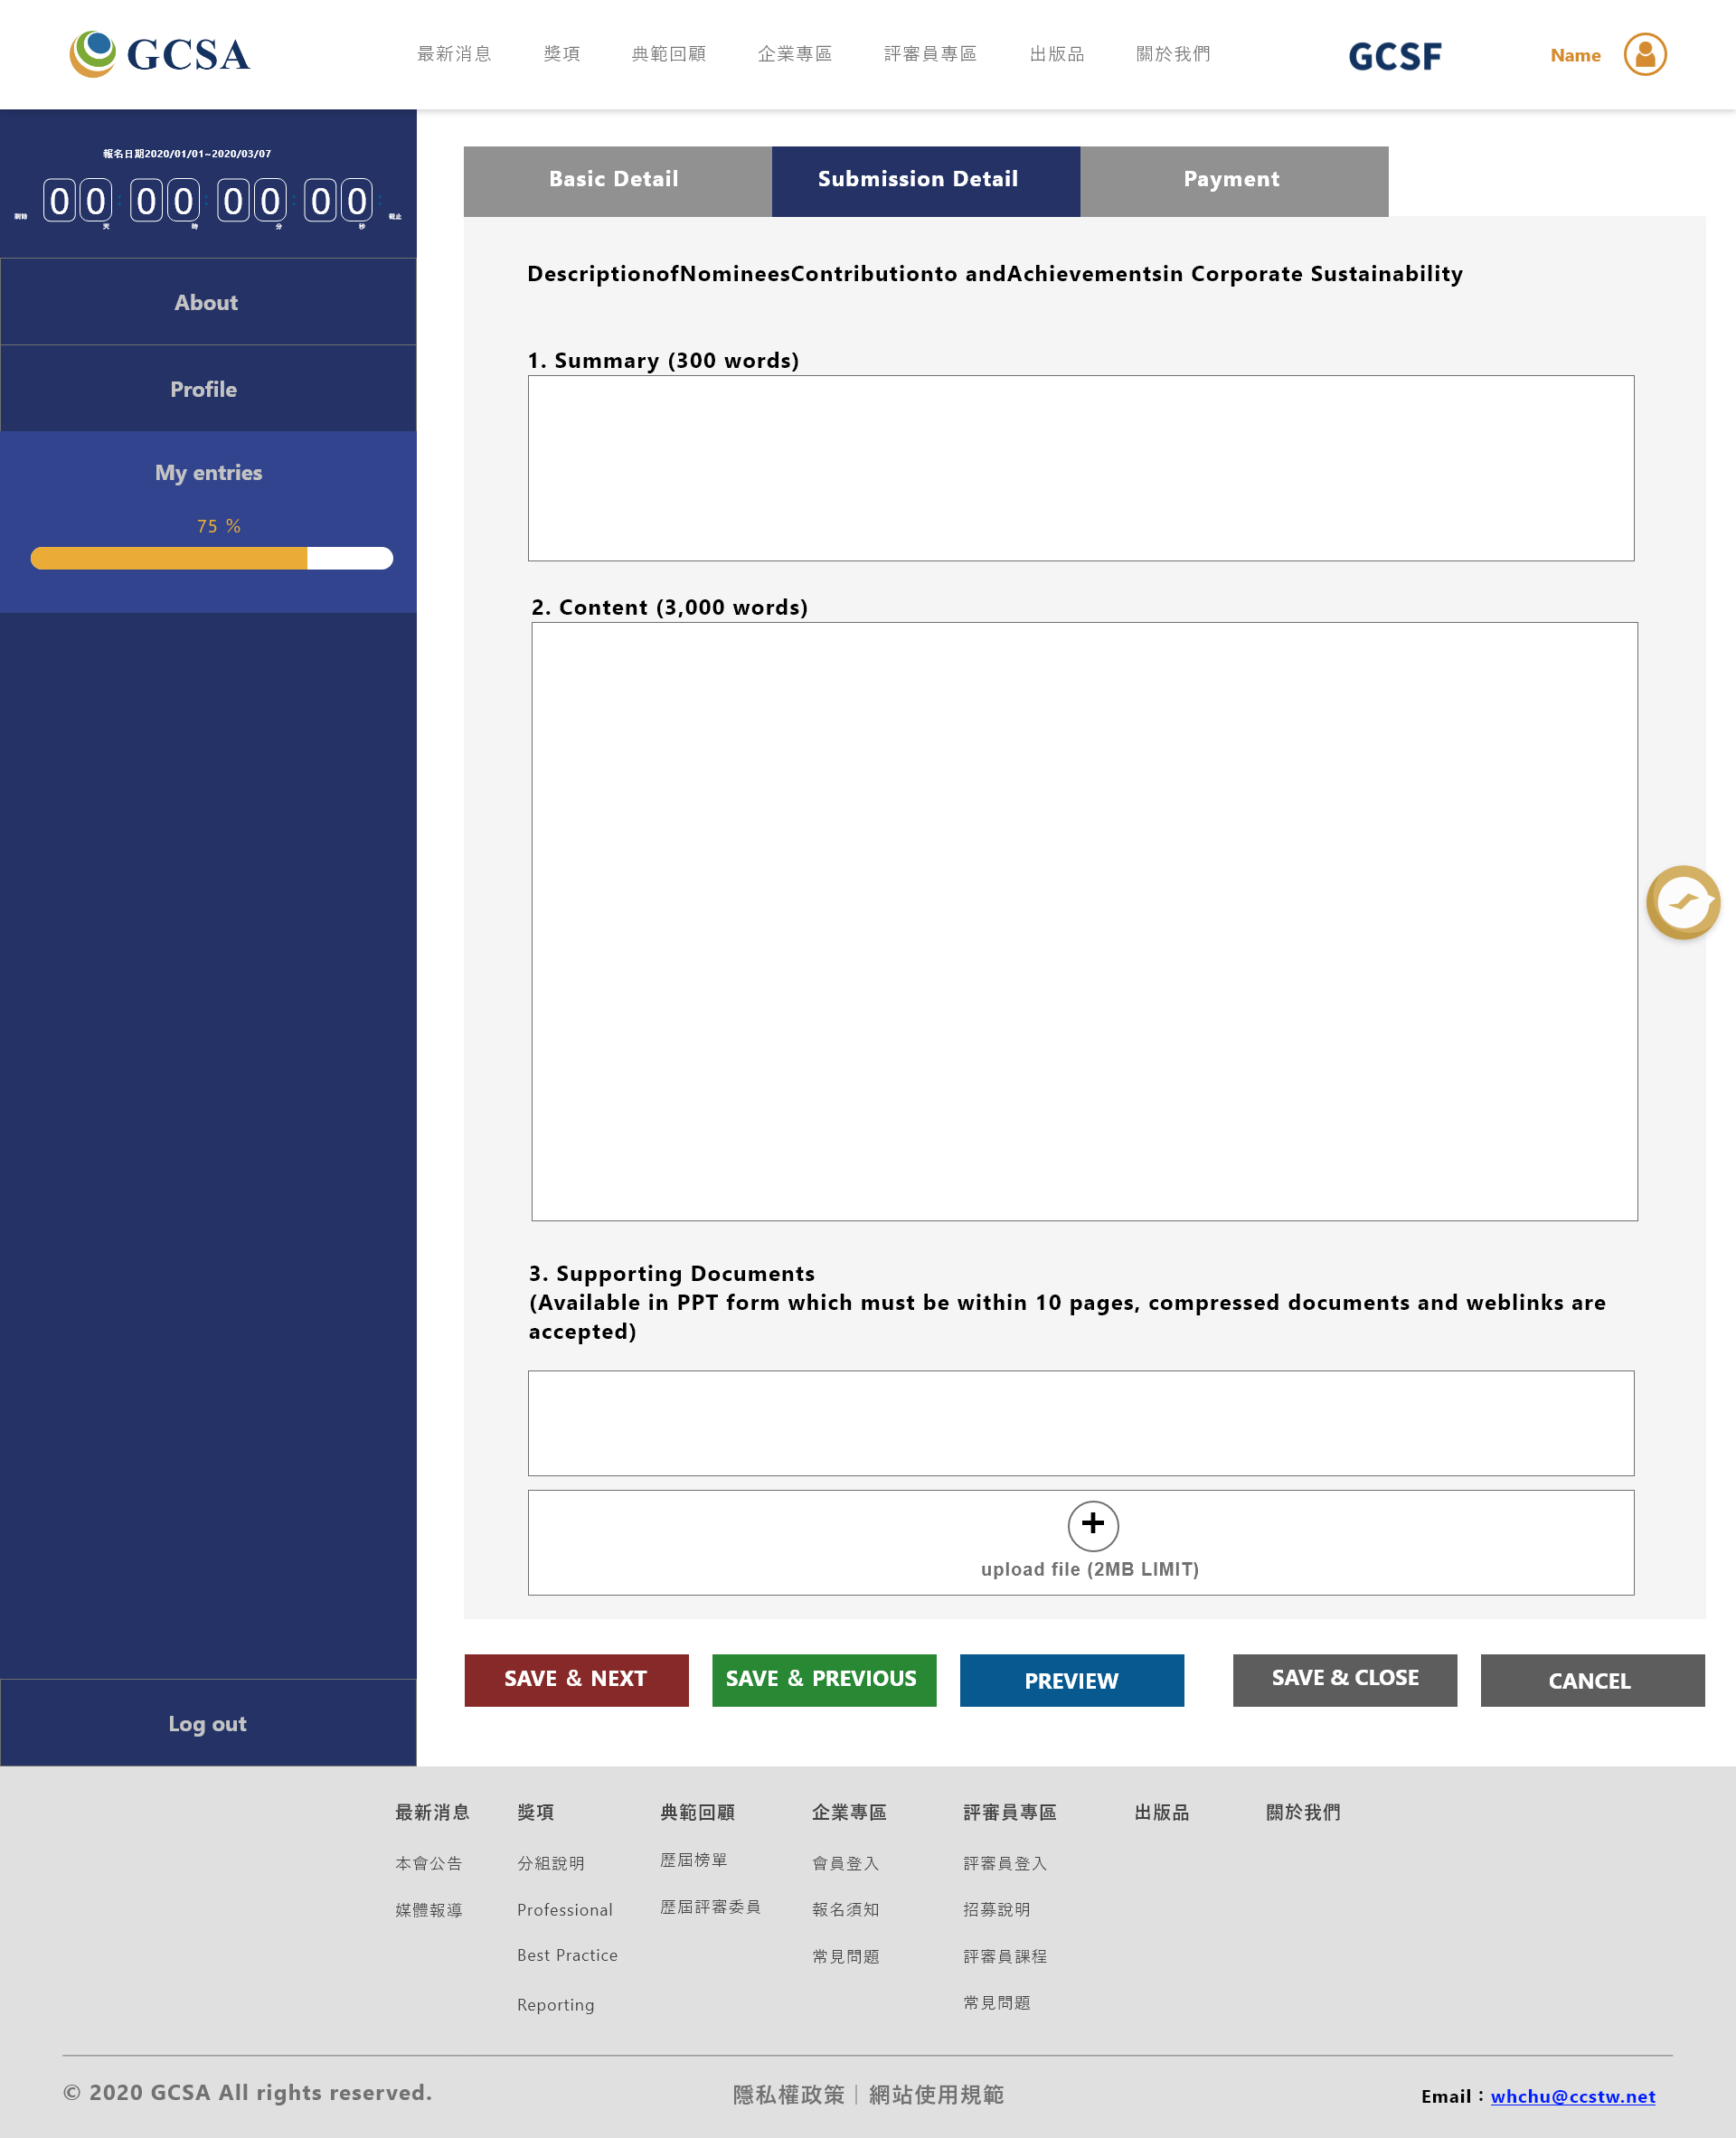 GCSA
最新消息 獎項 典範回顧 企業專區 評審員專區 出版品 關於我們
GCSF
Name
報名日期2020/01/01~2020/03/07
剩餘 00 : 00 : 00 : 00 : 截止
天 時 分 秒
About
Profile
My entries
75 %
Log out
Basic Detail
Submission Detail
Payment
DescriptionofNomineesContributionto andAchievementsin Corporate Sustainability
1. Summary (300 words)
2. Content (3,000 words)
3. Supporting Documents
(Available in PPT form which must be within 10 pages, compressed documents and weblinks are
accepted)
+
upload file (2MB LIMIT)
SAVE & NEXT
SAVE & PREVIOUS
PREVIEW
SAVE & CLOSE
CANCEL
最新消息
本會公告
媒體報導
獎項
分組說明
Professional
Best Practice
Reporting
典範回顧
歷屆榜單
歷屆評審委員
企業專區
會員登入
報名須知
常見問題
評審員專區
評審員登入
招募說明
評審員課程
常見問題
出版品
關於我們
© 2020 GCSA All rights reserved.
隱私權政策｜網站使用規範
Email：whchu@ccstw.net